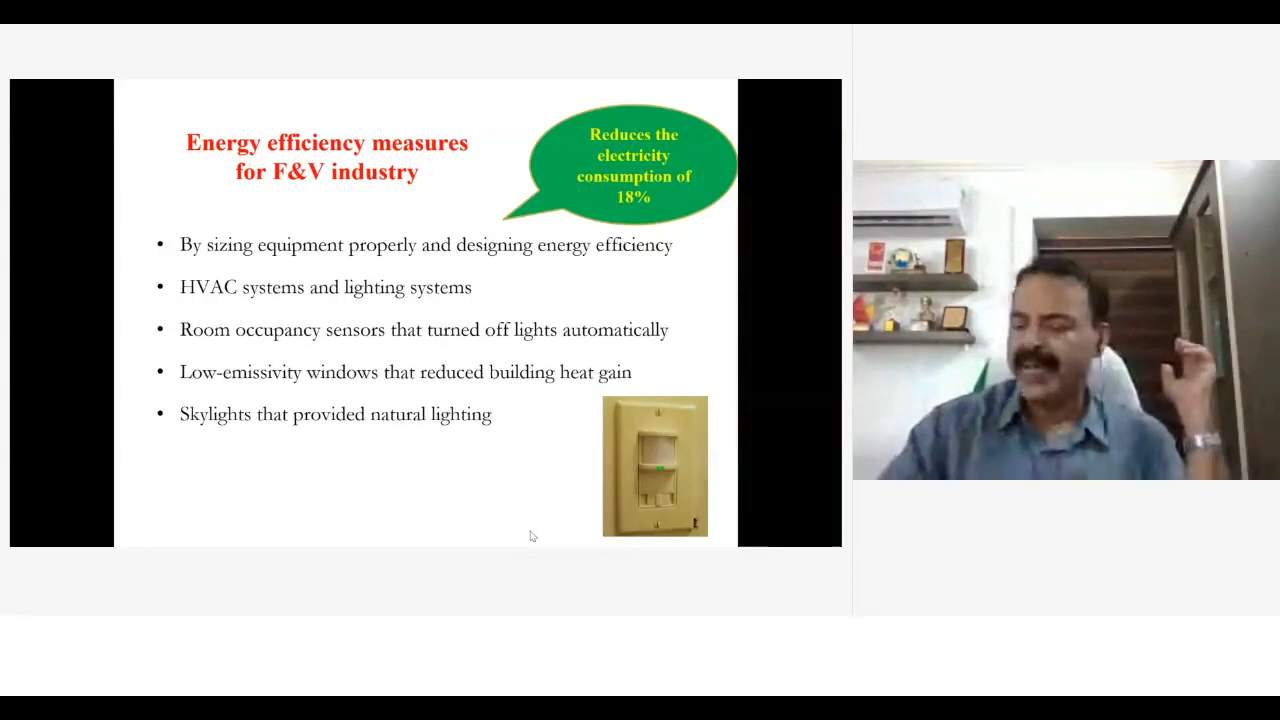 Energy efficiency measures
for F&V industry
Reduces the
electricity
consumption of
18%
• By sizing equipment properly and designing energy efficiency
• HVAC systems and lighting systems
• Room occupancy sensors that turned off lights automatically
• Low-emissivity windows that reduced building heat gain
• Skylights that provided natural lighting